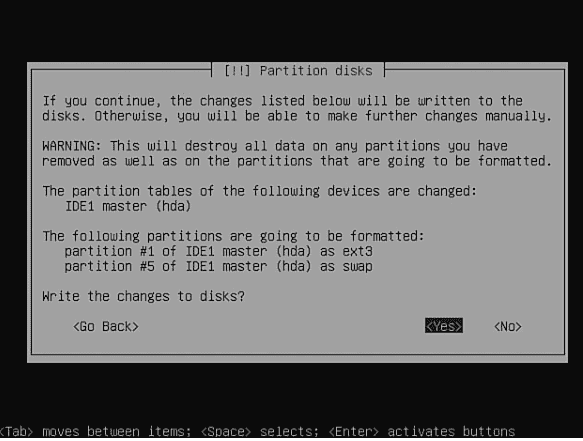 [!!] Partition disks
If you continue, the changes listed below will be written to the
disks. Otherwise, you will be able to make further changes manually.
WARNING: This will destroy all data on any partitions you have
removed as well as on the partitions that are going to be formatted.
The partition tables of the following devices are changed:
IDE1 master (hda)
The following partitions are going to be formatted:
partition #1 of IDE1 master (hda) as ext3
partition #5 of IDE1 master (hda) as swap
Write the changes to disks?
<Go Back> <Yes> <No>
<Tab> moves between items; <Space> selects; <Enter> activates buttons